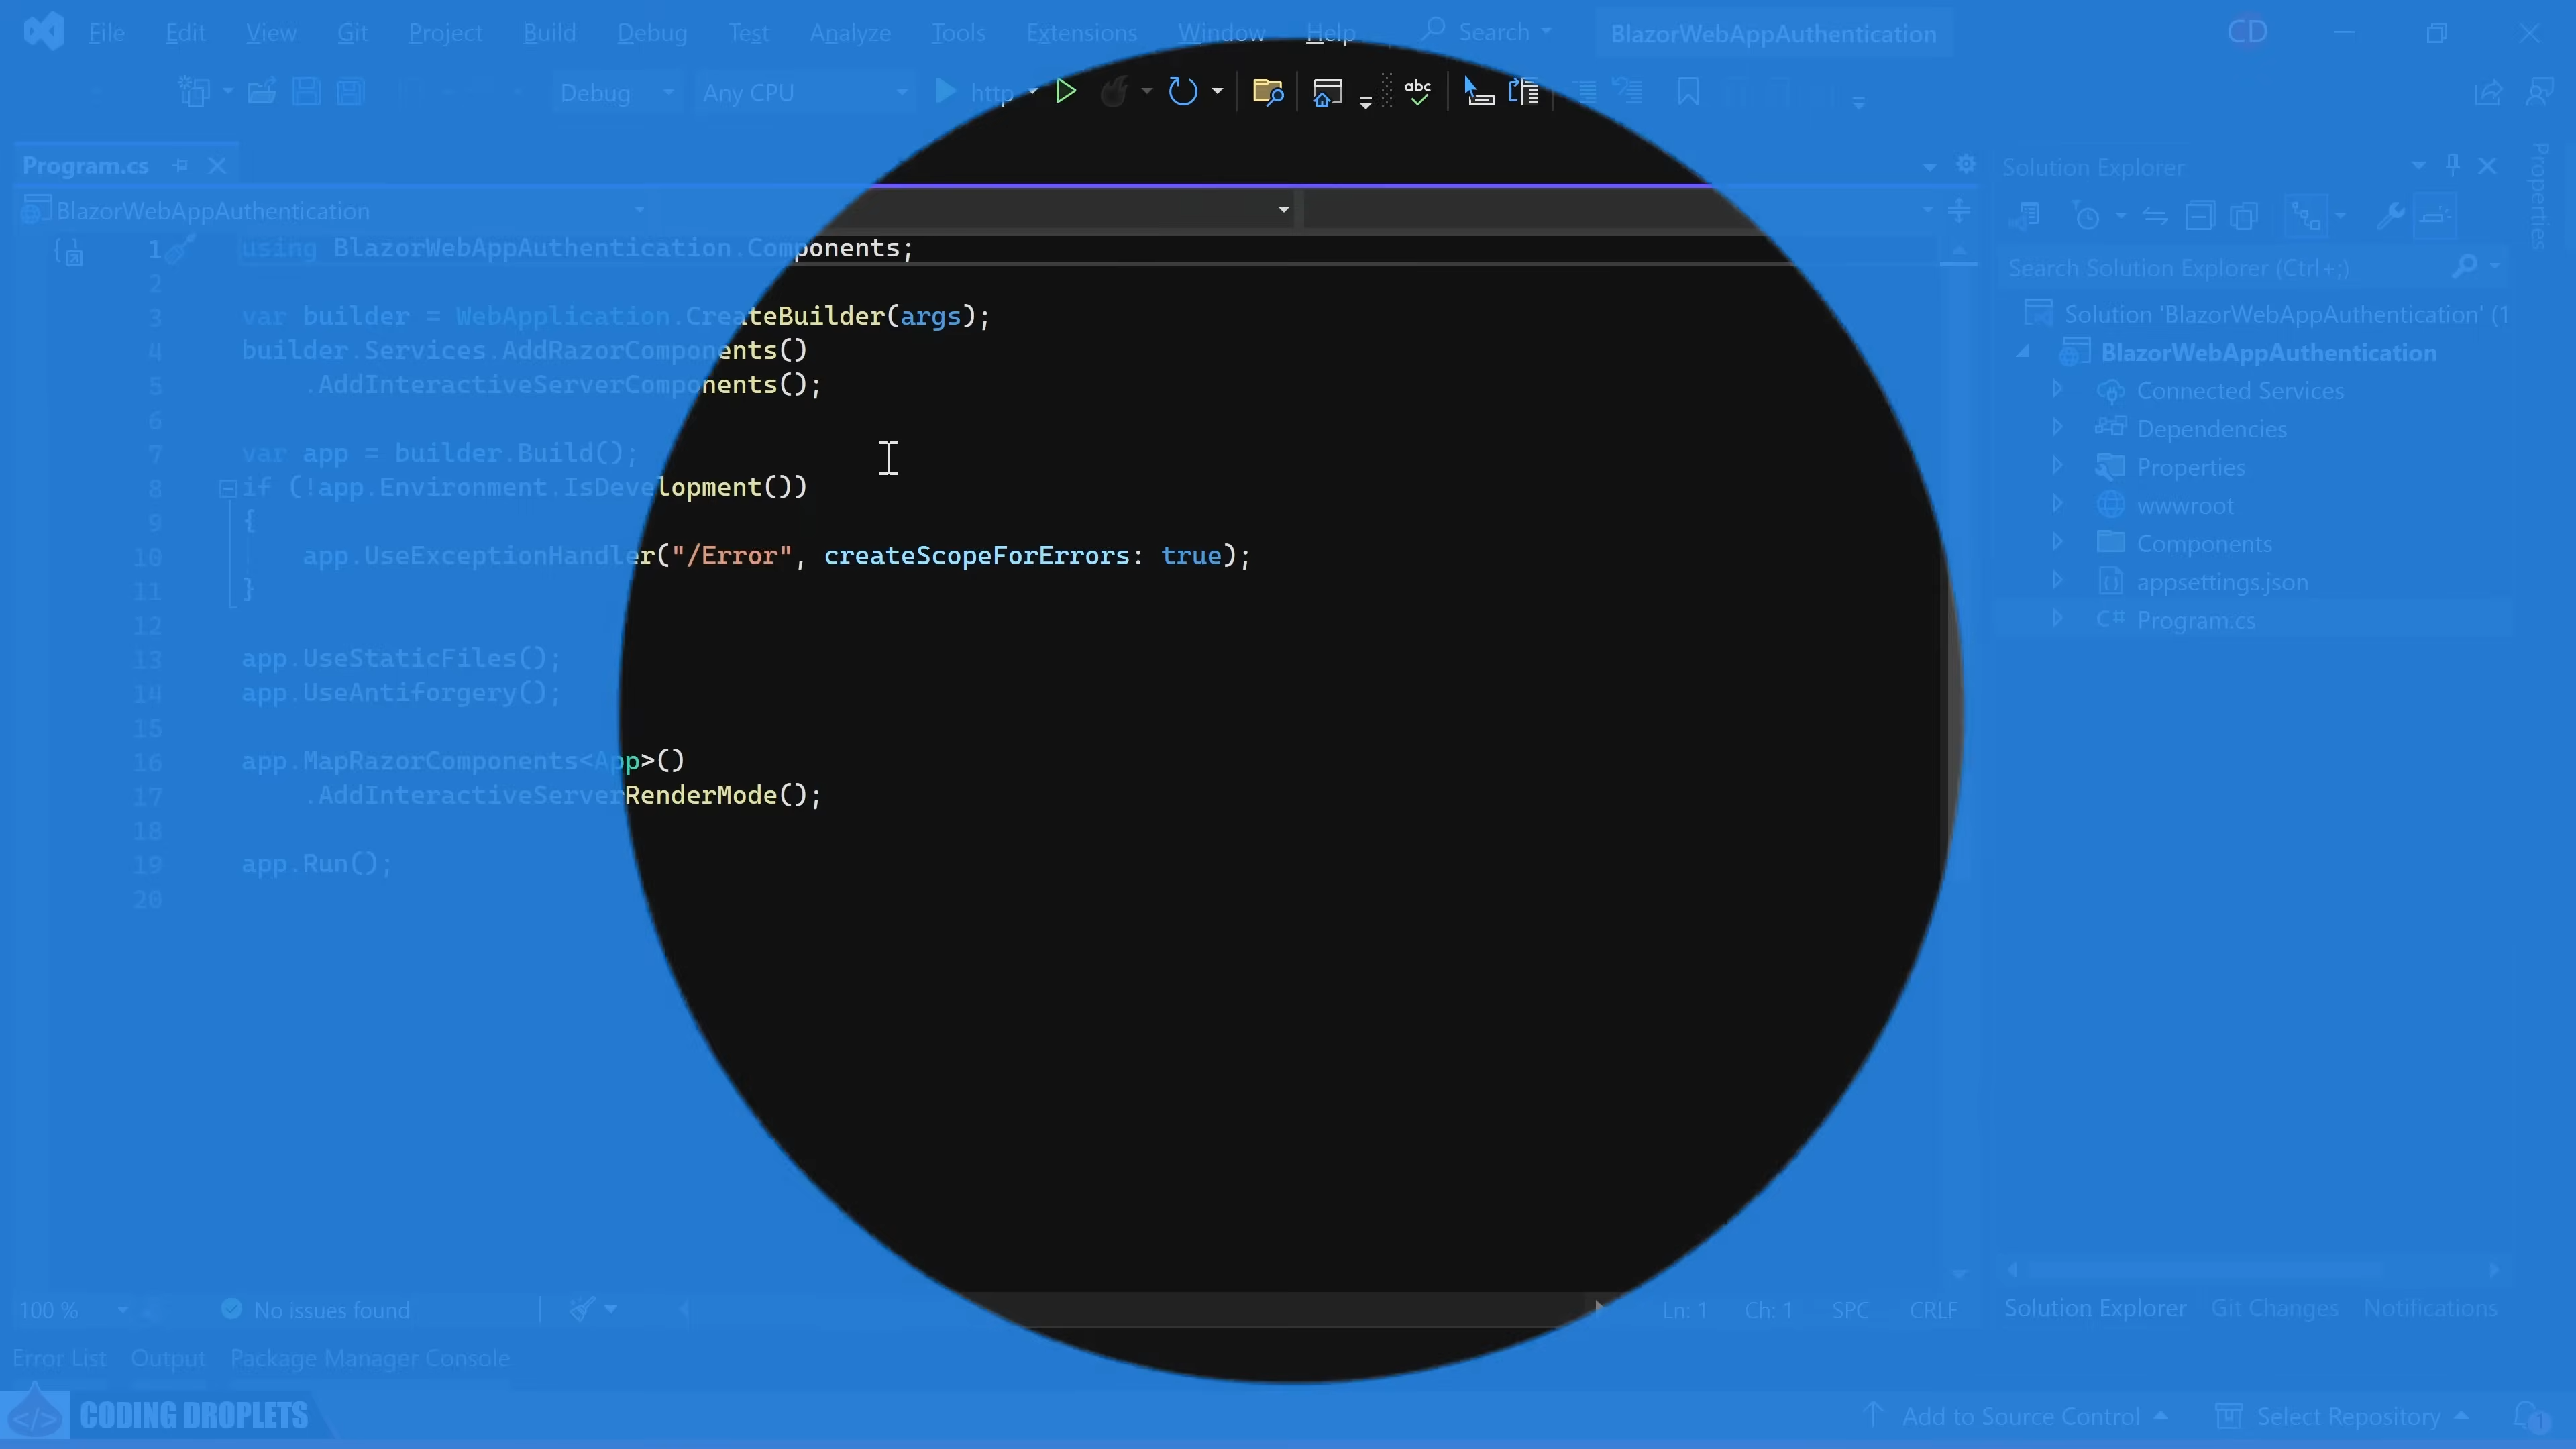 File Edit View Git Project Build Debug Test Analyze Tools Extensions Window Help Search BlazorWebAppAuthentication CD
Debug Any CPU http abc
Program.cs
BlazorWebAppAuthentication
1 using BlazorWebAppAuthentication.Components;
2
3 var builder = WebApplication.CreateBuilder(args);
4 builder.Services.AddRazorComponents()
5 .AddInteractiveServerComponents();
6
7 var app = builder.Build();
8 if (!app.Environment.IsDevelopment())
9 {
10 app.UseExceptionHandler("/Error", createScopeForErrors: true);
11 }
12
13 app.UseStaticFiles();
14 app.UseAntiforgery();
15
16 app.MapRazorComponents<App>()
17 .AddInteractiveServerRenderMode();
18
19 app.Run();
20
100 % No issues found Ln: 1 Ch: 1 SPC CRLF
Solution Explorer
Search Solution Explorer (Ctrl+;)
Solution 'BlazorWebAppAuthentication' (1
BlazorWebAppAuthentication
Connected Services
Dependencies
Properties
wwwroot
Components
appsettings.json
C# Program.cs
Solution Explorer Git Changes Notifications
Properties
Error List Output Package Manager Console
</> CODING DROPLETS
Add to Source Control Select Repository 1